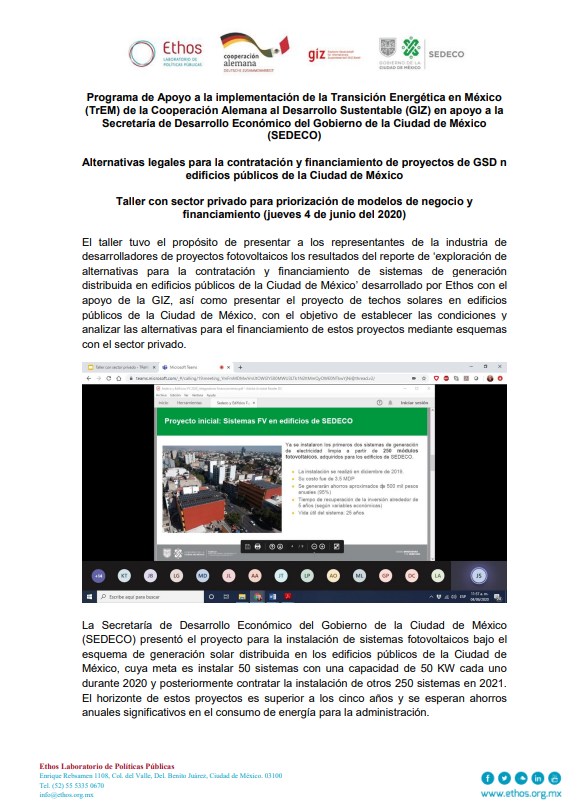 Ethos
LABORATORIO DE
POLÍTICAS PÚBLICAS
cooperación
alemana
DEUTSCHE ZUSAMMENARBEIT
giz
GOBIERNO DE LA
CIUDAD DE MÉXICO
SEDECO
Programa de Apoyo a la implementación de la Transición Energética en México
(TrEM) de la Cooperación Alemana al Desarrollo Sustentable (GIZ) en apoyo a la
Secretaría de Desarrollo Económico del Gobierno de la Ciudad de México
(SEDECO)
Alternativas legales para la contratación y financiamiento de proyectos de GSD n
edificios públicos de la Ciudad de México
Taller con sector privado para priorización de modelos de negocio y
financiamiento (jueves 4 de junio del 2020)
El taller tuvo el propósito de presentar a los representantes de la industria de
desarrolladores de proyectos fotovoltaicos los resultados del reporte de ‘exploración de
alternativas para la contratación y financiamiento de sistemas de generación
distribuida en edificios públicos de la Ciudad de México’ desarrollado por Ethos con el
apoyo de la GIZ, así como presentar el proyecto de techos solares en edificios
públicos de la Ciudad de México, con el objetivo de establecer las condiciones y
analizar las alternativas para el financiamiento de estos proyectos mediante esquemas
con el sector privado.
Microsoft Teams
Inicio Herramientas
Iniciar sesión
Proyecto inicial: Sistemas FV en edificios de SEDECO
Ya se instalaron los primeros dos sistemas de generación
de electricidad limpia a partir de 250 módulos
fotovoltaicos, adquiridos para los edificios de SEDECO.
La instalación se realizó en diciembre de 2019.
Su costo fue de 3.5 MDP
Se generarán ahorros aproximados de 500 mil pesos
anuales (95%)
Tiempo de recuperación de la inversión alrededor de
5 años (según variables económicas)
Vida útil del sistema: 25 años
KT JB LG MD JL AA JT LP AO ML GP DC LA JS
Escribe aquí para buscar
La Secretaría de Desarrollo Económico del Gobierno de la Ciudad de México
(SEDECO) presentó el proyecto para la instalación de sistemas fotovoltaicos bajo el
esquema de generación solar distribuida en los edificios públicos de la Ciudad de
México, cuya meta es instalar 50 sistemas con una capacidad de 50 KW cada uno
durante 2020 y posteriormente contratar la instalación de otros 250 sistemas en 2021.
El horizonte de estos proyectos es superior a los cinco años y se esperan ahorros
anuales significativos en el consumo de energía para la administración.
Ethos Laboratorio de Políticas Públicas
Enrique Rebsamen 1108, Col. del Valle, Del. Benito Juárez, Ciudad de México. 03100
Tel: (52) 55 5335 0670
info@ethos.org.mx
www.ethos.org.mx